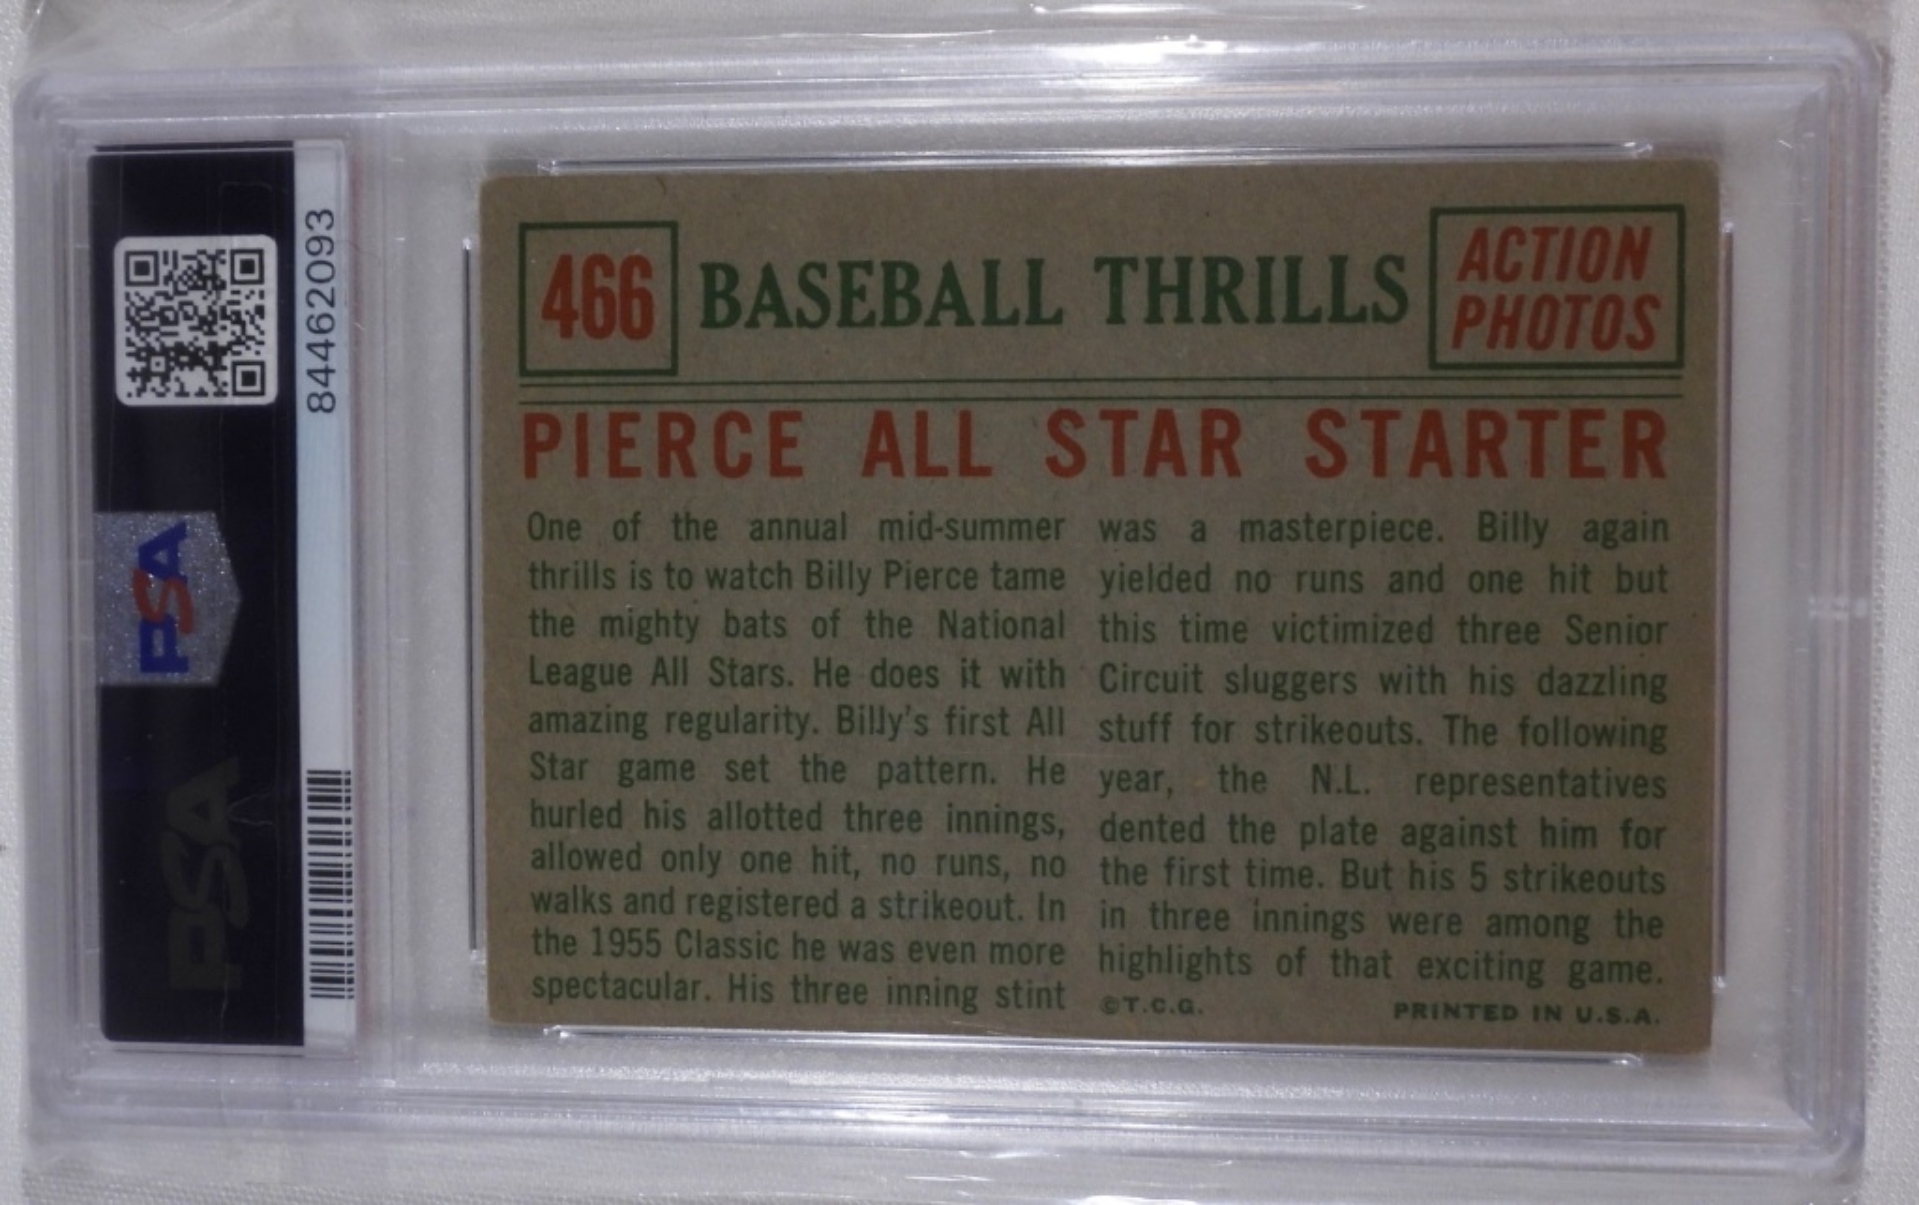 84462093
PSA
PSA
466
BASEBALL THRILLS
ACTION
PHOTOS
PIERCE ALL STAR STARTER
One of the annual mid-summer
thrills is to watch Billy Pierce tame
the mighty bats of the National
League All Stars. He does it with
amazing regularity. Billy's first All
Star game set the pattern. He
hurled his allotted three innings,
allowed only one hit, no runs, no
walks and registered a strikeout. In
the 1955 Classic he was even more
spectacular. His three inning stint
was a masterpiece. Billy again
yielded no runs and one hit but
this time victimized three Senior
Circuit sluggers with his dazzling
stuff for strikeouts. The following
year, the N.L. representatives
dented the plate against him for
the first time. But his 5 strikeouts
in three innings were among the
highlights of that exciting game.
©T.C.G.
PRINTED IN U.S.A.